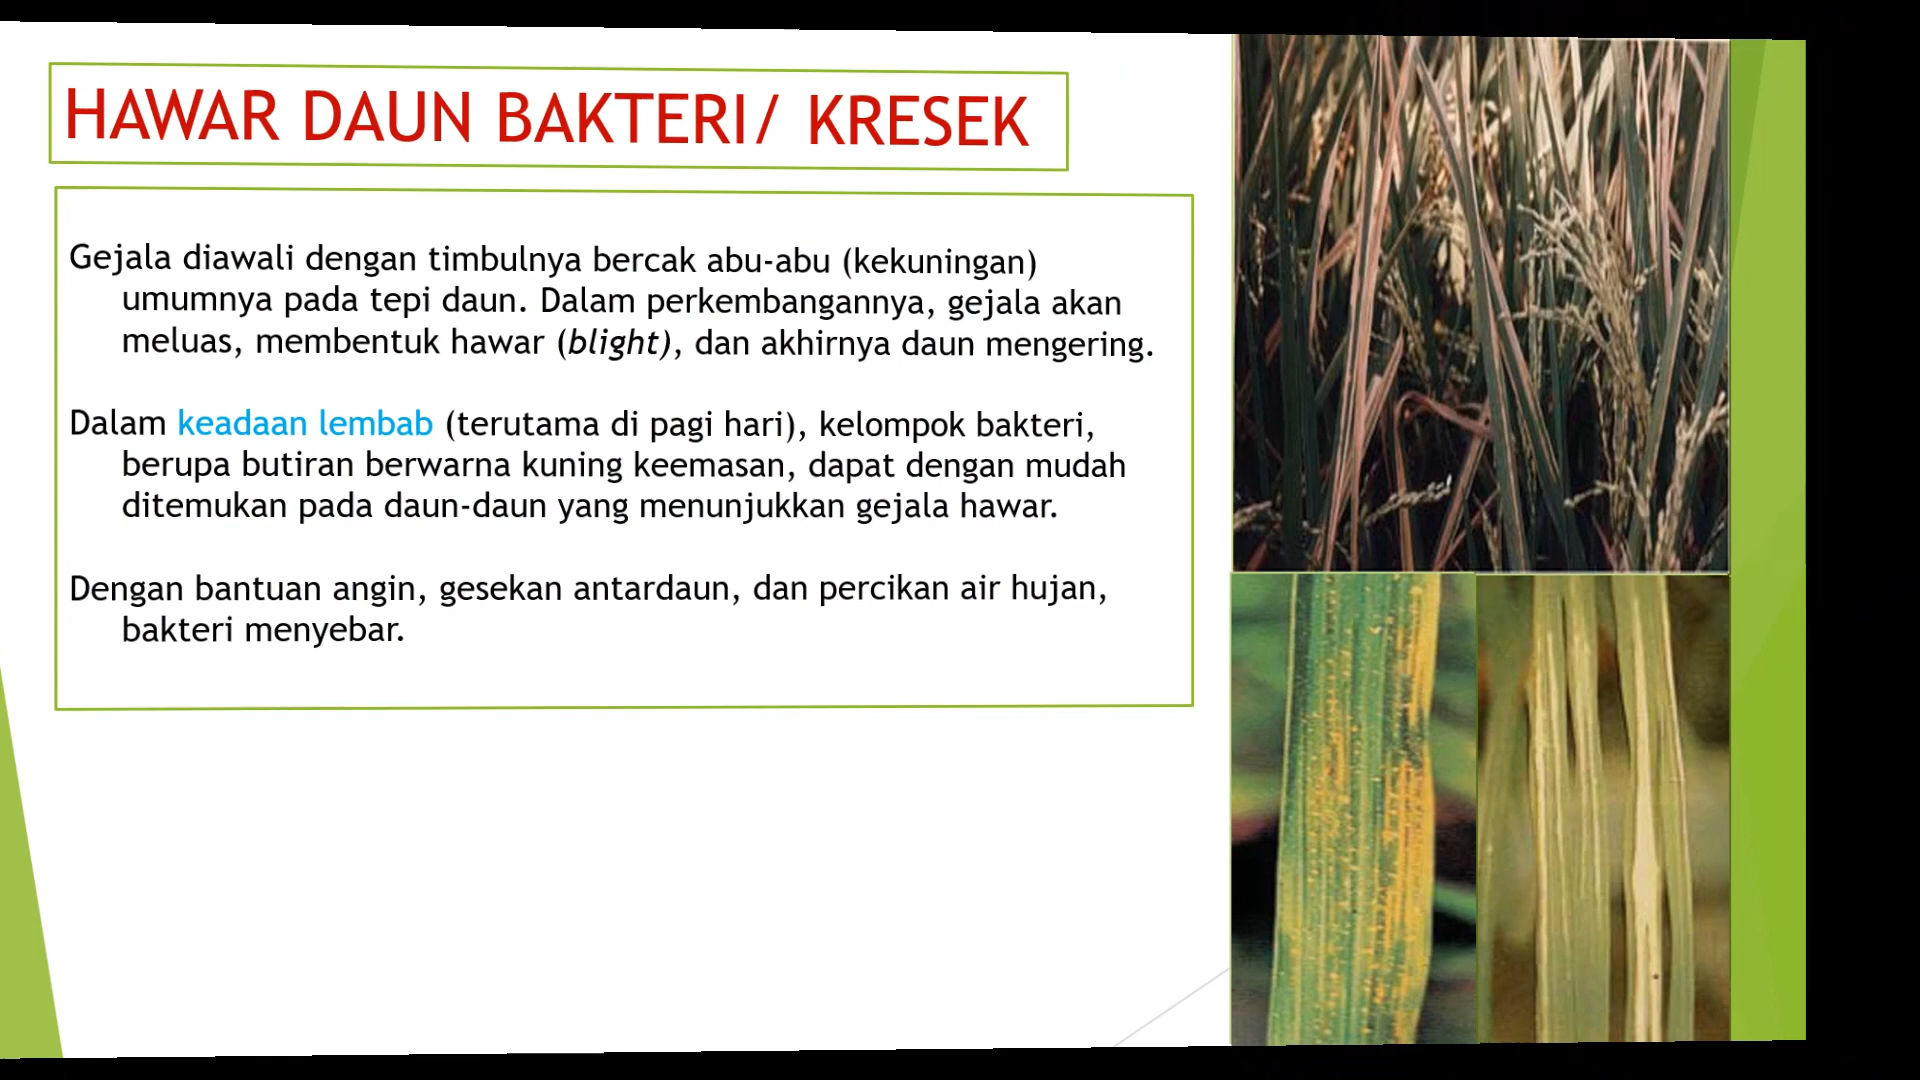 HAWAR DAUN BAKTERI/ KRESEK
Gejala diawali dengan timbulnya bercak abu-abu (kekuningan)
umumnya pada tepi daun. Dalam perkembangannya, gejala akan
meluas, membentuk hawar (blight), dan akhirnya daun mengering.
Dalam keadaan lembab (terutama di pagi hari), kelompok bakteri,
berupa butiran berwarna kuning keemasan, dapat dengan mudah
ditemukan pada daun-daun yang menunjukkan gejala hawar.
Dengan bantuan angin, gesekan antardaun, dan percikan air hujan,
bakteri menyebar.